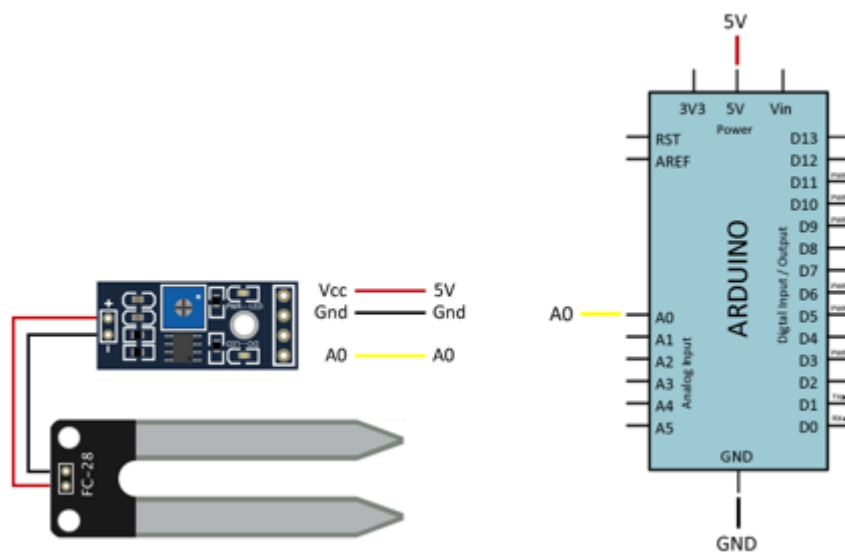 5V
3V3 5V Vin
Power
RST
AREF
D13
D12
D11
D10
D9
D8
D7
D6
D5
D4
D3
D2
D1
D0
Digtal Input / Output
ARDUINO
A0
A0
A1
A2
A3
A4
A5
Analog Input
GND
GND
Vcc 5V
Gnd Gnd
A0 A0
+
-
FC-28